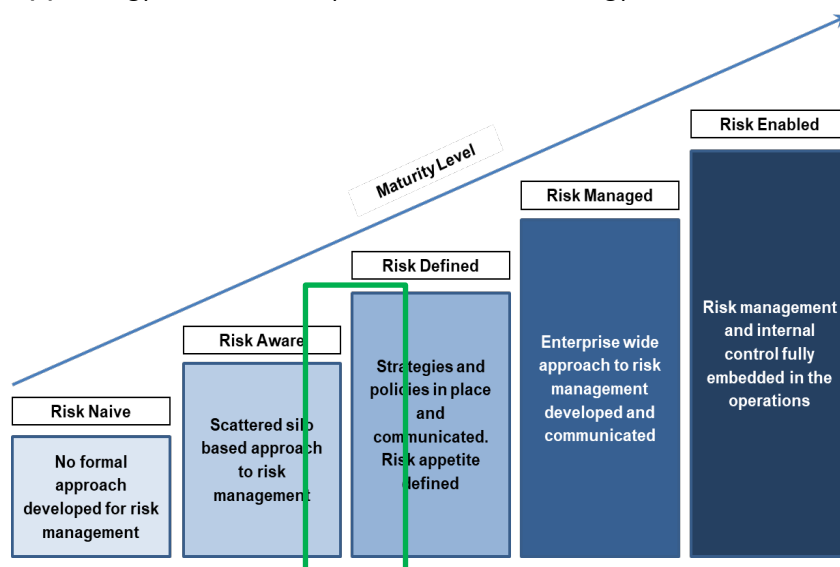 Risk Enabled
Maturity Level
Risk Managed
Risk Defined
Risk Aware
Risk Naive
No formal
approach
developed for risk
management
Scattered silo
based approach
to risk
management
Strategies and
policies in place
and
communicated.
Risk appetite
defined
Enterprise wide
approach to risk
management
developed and
communicated
Risk management
and internal
control fully
embedded in the
operations